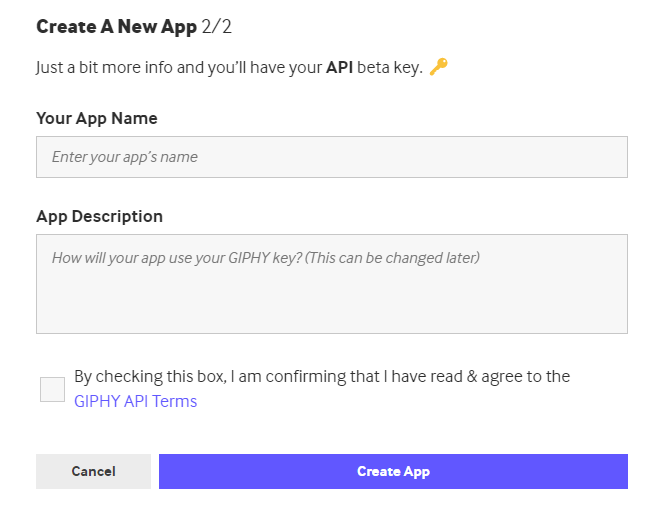 Create A New App 2/2
Just a bit more info and you’ll have your API beta key. 🔑
Your App Name
Enter your app's name
App Description
How will your app use your GIPHY key? (This can be changed later)
By checking this box, I am confirming that I have read & agree to the
GIPHY API Terms
Cancel
Create App